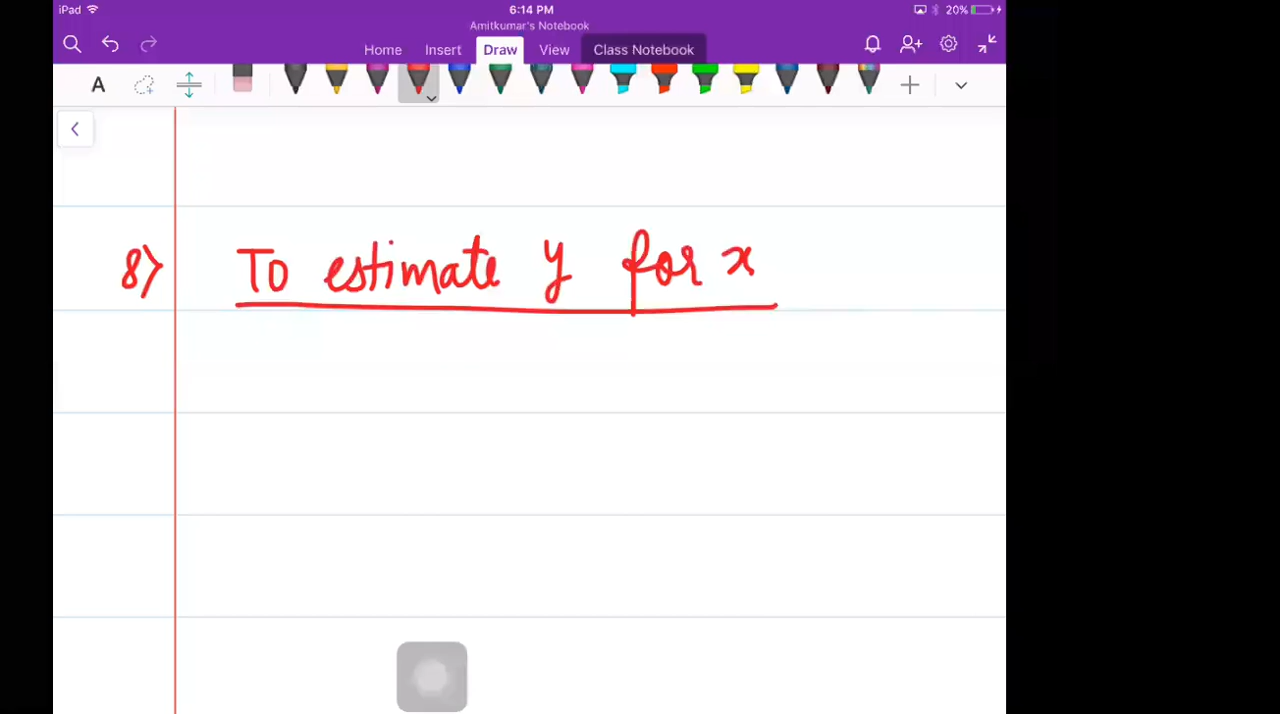 iPad 6:14 PM 20%
Amitkumar's Notebook
Home Insert Draw View Class Notebook
A
8) To estimate y for x